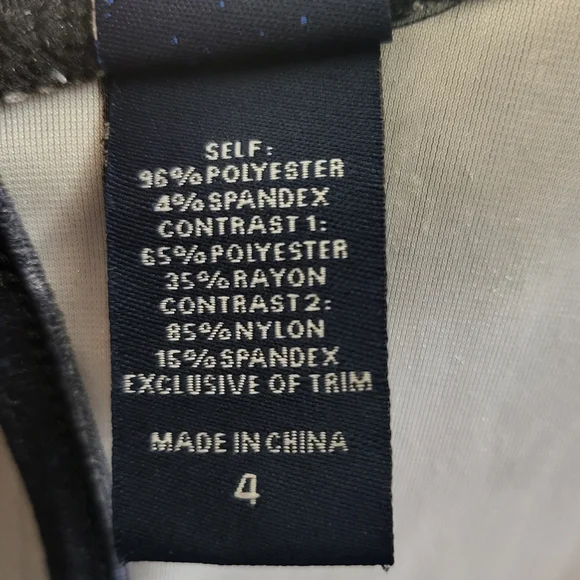 SELF:
96% POLYESTER
4% SPANDEX
CONTRAST 1:
65% POLYESTER
35% RAYON
CONTRAST 2:
85% NYLON
15% SPANDEX
EXCLUSIVE OF TRIM
MADE IN CHINA
4